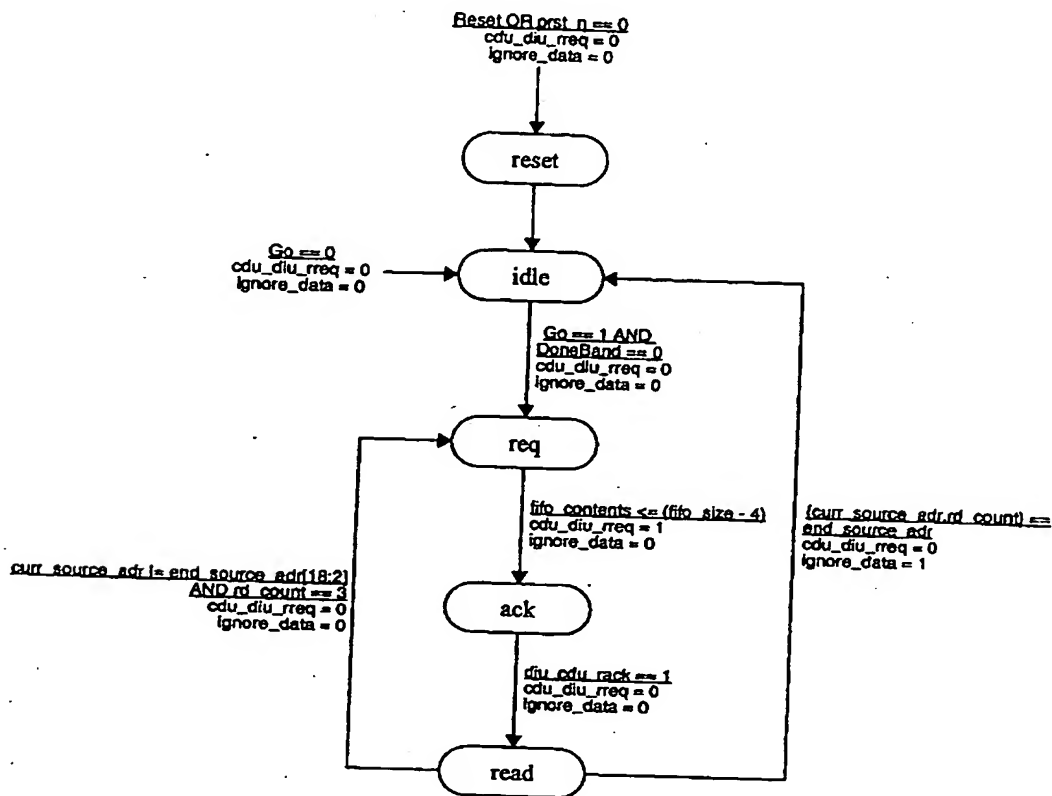 Reset OR prst_n == 0
cdu_diu_rreq = 0
ignore_data = 0
reset
Go == 0
cdu_diu_rreq = 0
ignore_data = 0
idle
Go == 1 AND
DoneBand == 0
cdu_diu_rreq = 0
ignore_data = 0
req
fifo_contents <= (fifo_size - 4)
cdu_diu_rreq = 1
ignore_data = 0
{curr_source_adr,rd_count} ==
end_source_adr
cdu_diu_rreq = 0
ignore_data = 1
curr_source_adr != end_source_adr[18:2]
AND rd_count == 3
cdu_diu_rreq = 0
ignore_data = 0
ack
diu_cdu_rack == 1
cdu_diu_rreq = 0
ignore_data = 0
read